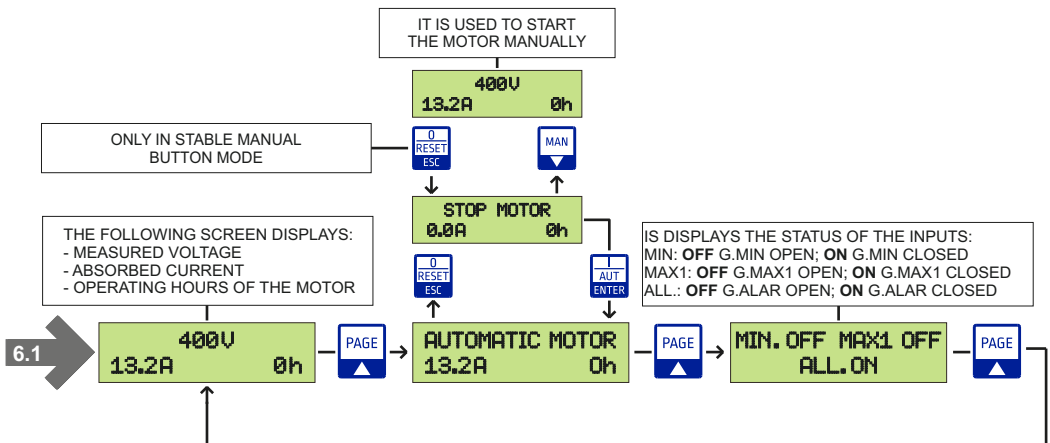 IT IS USED TO START
THE MOTOR MANUALLY
400V
13.2A 0h
ONLY IN STABLE MANUAL
BUTTON MODE
0
RESET
ESC
MAN
STOP MOTOR
0.0A 0h
THE FOLLOWING SCREEN DISPLAYS:
- MEASURED VOLTAGE
- ABSORBED CURRENT
- OPERATING HOURS OF THE MOTOR
0
RESET
ESC
I
AUT
ENTER
IS DISPLAYS THE STATUS OF THE INPUTS:
MIN: OFF G.MIN OPEN; ON G.MIN CLOSED
MAX1: OFF G.MAX1 OPEN; ON G.MAX1 CLOSED
ALL.: OFF G.ALAR OPEN; ON G.ALAR CLOSED
6.1
400V
13.2A 0h
PAGE
AUTOMATIC MOTOR
13.2A 0h
PAGE
MIN. OFF MAX1 OFF
ALL. ON
PAGE